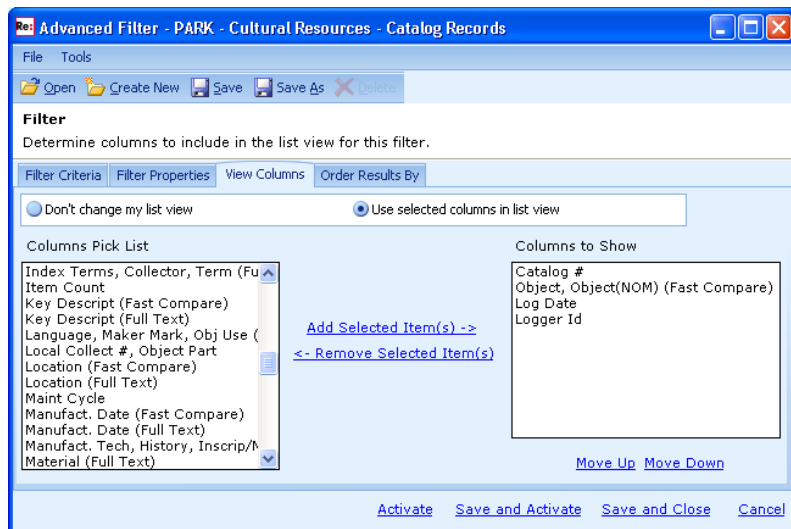 Re: Advanced Filter - PARK - Cultural Resources - Catalog Records
File Tools
Open Create New Save Save As Delete
Filter
Determine columns to include in the list view for this filter.
Filter Criteria Filter Properties View Columns Order Results By
Don't change my list view Use selected columns in list view
Columns Pick List
Index Terms, Collector, Term (Fu
Item Count
Key Descript (Fast Compare)
Key Descript (Full Text)
Language, Maker Mark, Obj Use (
Local Collect #, Object Part
Location (Fast Compare)
Location (Full Text)
Maint Cycle
Manufact. Date (Fast Compare)
Manufact. Date (Full Text)
Manufact. Tech, History, Inscrip/M
Material (Full Text)
Add Selected Item(s) ->
<- Remove Selected Item(s)
Columns to Show
Catalog #
Object, Object(NOM) (Fast Compare)
Log Date
Logger Id
Move Up Move Down
Activate Save and Activate Save and Close Cancel